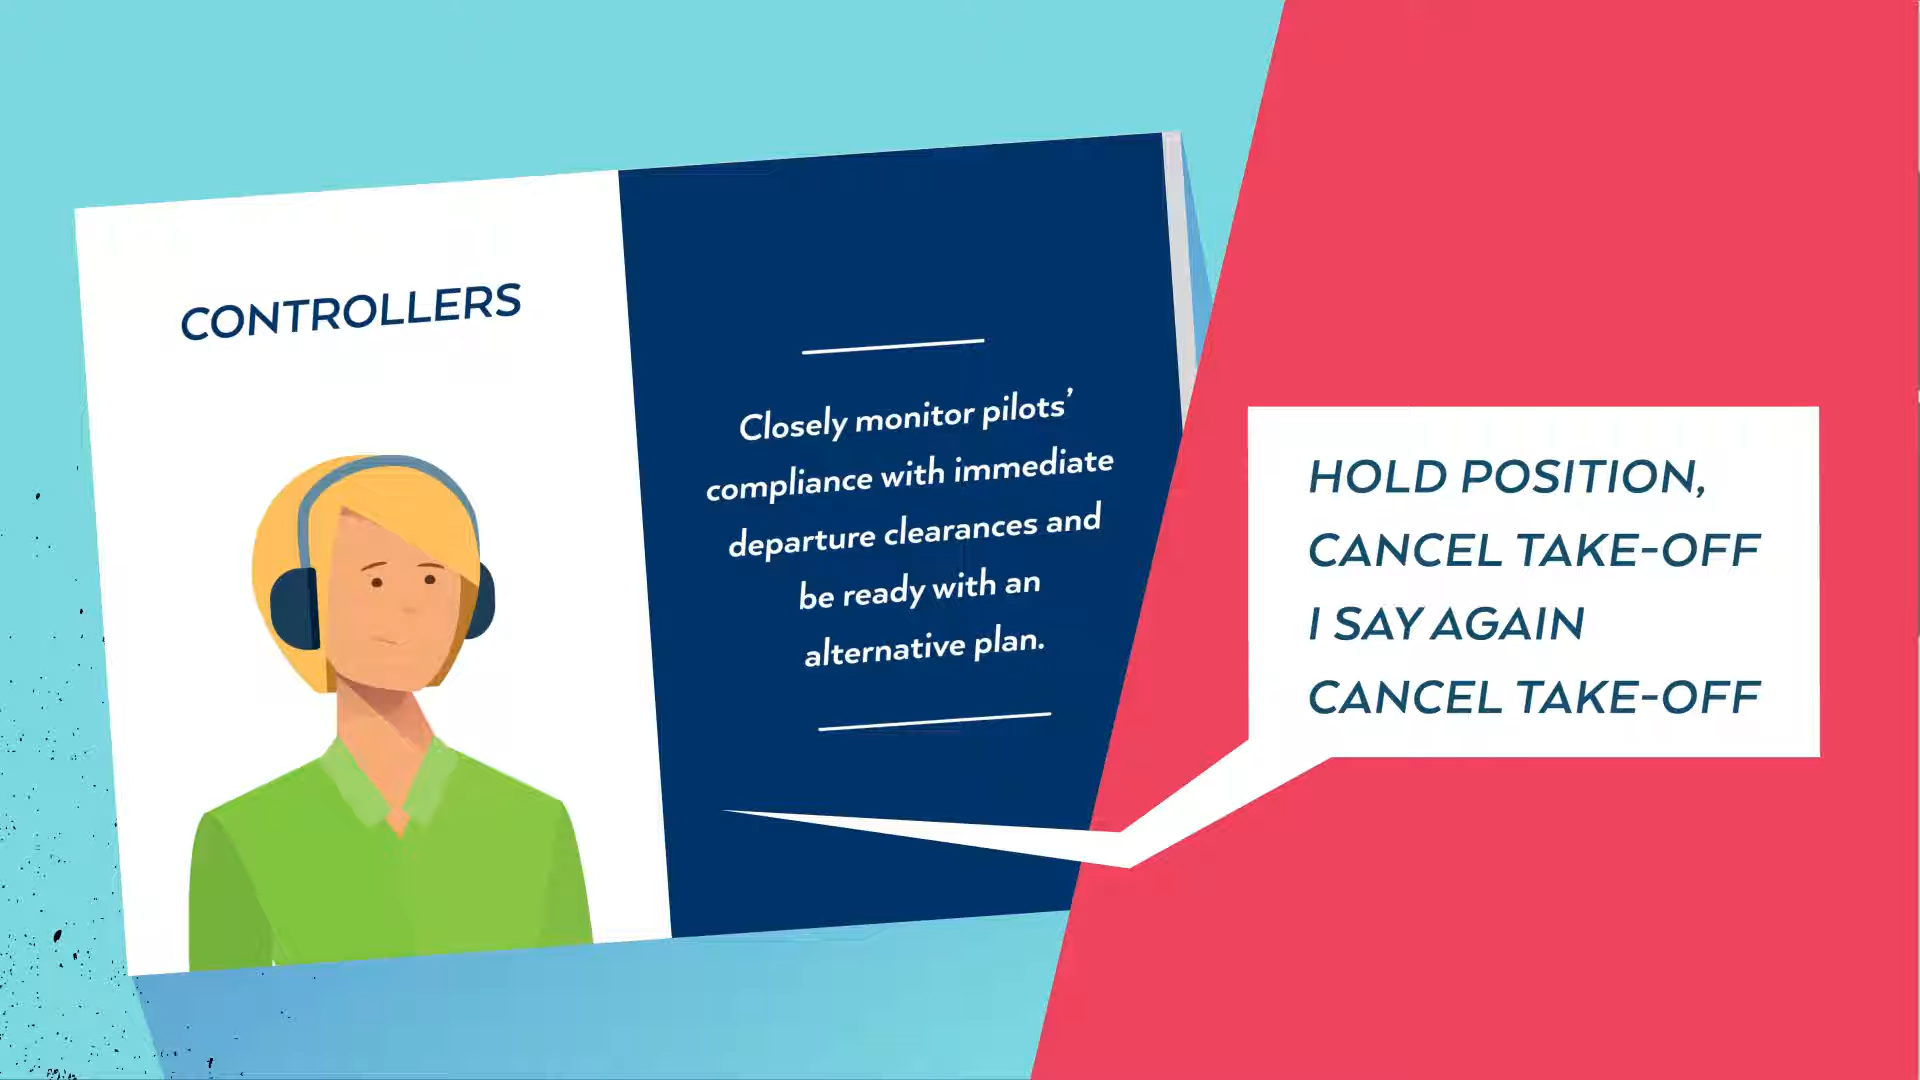 CONTROLLERS
Closely monitor pilots’
compliance with immediate
departure clearances and
be ready with an
alternative plan.
HOLD POSITION,
CANCEL TAKE-OFF
I SAY AGAIN
CANCEL TAKE-OFF